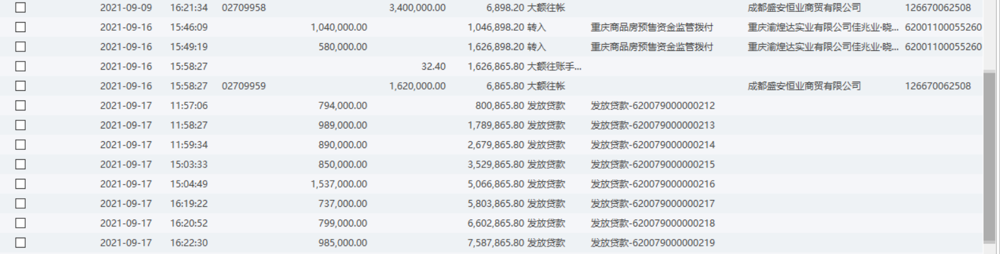 2021-09-09 16:21:34 02709958 3,400,000.00 6,898.20 大额往帐 成都盛安恒业商贸有限公司 126670062508
2021-09-16 15:46:09 1,040,000.00 1,046,898.20 转入 重庆商品房预售资金监管拨付 重庆渝煌达实业有限公司佳兆业·晓... 62001100055260
2021-09-16 15:49:19 580,000.00 1,626,898.20 转入 重庆商品房预售资金监管拨付 重庆渝煌达实业有限公司佳兆业·晓... 62001100055260
2021-09-16 15:58:27 32.40 1,626,865.80 大额往账手...
2021-09-16 15:58:27 02709959 1,620,000.00 6,865.80 大额往帐 成都盛安恒业商贸有限公司 126670062508
2021-09-17 11:57:06 794,000.00 800,865.80 发放贷款 发放贷款-620079000000212
2021-09-17 11:58:27 989,000.00 1,789,865.80 发放贷款 发放贷款-620079000000213
2021-09-17 11:59:34 890,000.00 2,679,865.80 发放贷款 发放贷款-620079000000214
2021-09-17 15:03:33 850,000.00 3,529,865.80 发放贷款 发放贷款-620079000000215
2021-09-17 15:04:49 1,537,000.00 5,066,865.80 发放贷款 发放贷款-620079000000216
2021-09-17 16:19:22 737,000.00 5,803,865.80 发放贷款 发放贷款-620079000000217
2021-09-17 16:20:52 799,000.00 6,602,865.80 发放贷款 发放贷款-620079000000218
2021-09-17 16:22:30 985,000.00 7,587,865.80 发放贷款 发放贷款-620079000000219